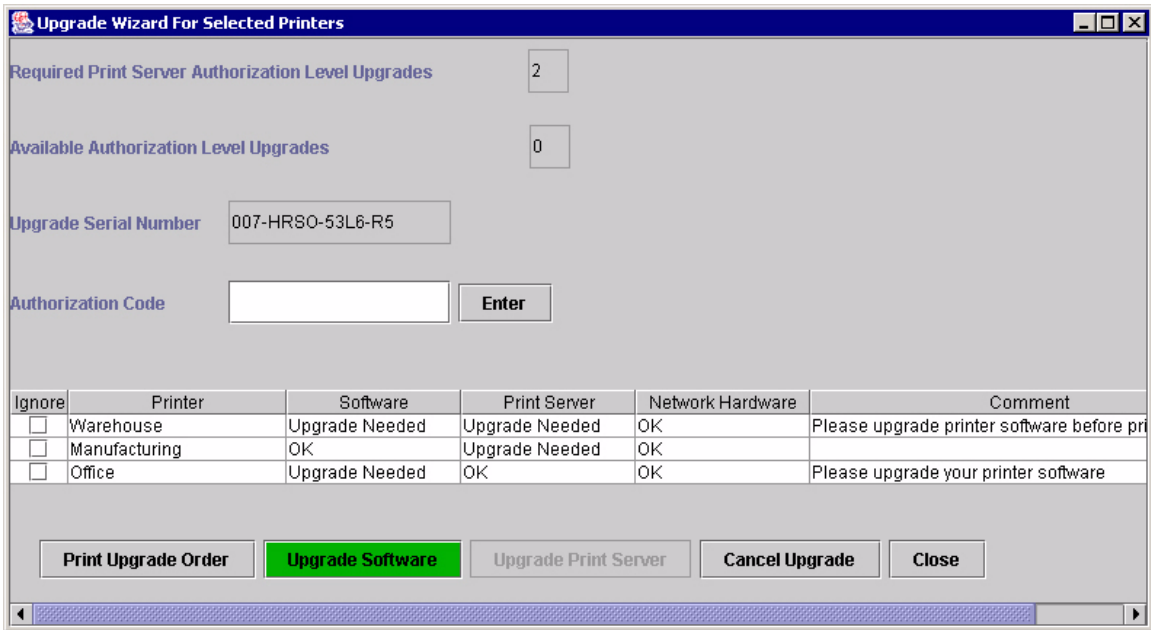 Upgrade Wizard For Selected Printers
Required Print Server Authorization Level Upgrades 2
Available Authorization Level Upgrades 0
Upgrade Serial Number 007-HRSO-53L6-R5
Authorization Code Enter
Ignore Printer Software Print Server Network Hardware Comment
Warehouse Upgrade Needed Upgrade Needed OK Please upgrade printer software before pri
Manufacturing OK Upgrade Needed OK
Office Upgrade Needed OK OK Please upgrade your printer software
Print Upgrade Order Upgrade Software Upgrade Print Server Cancel Upgrade Close